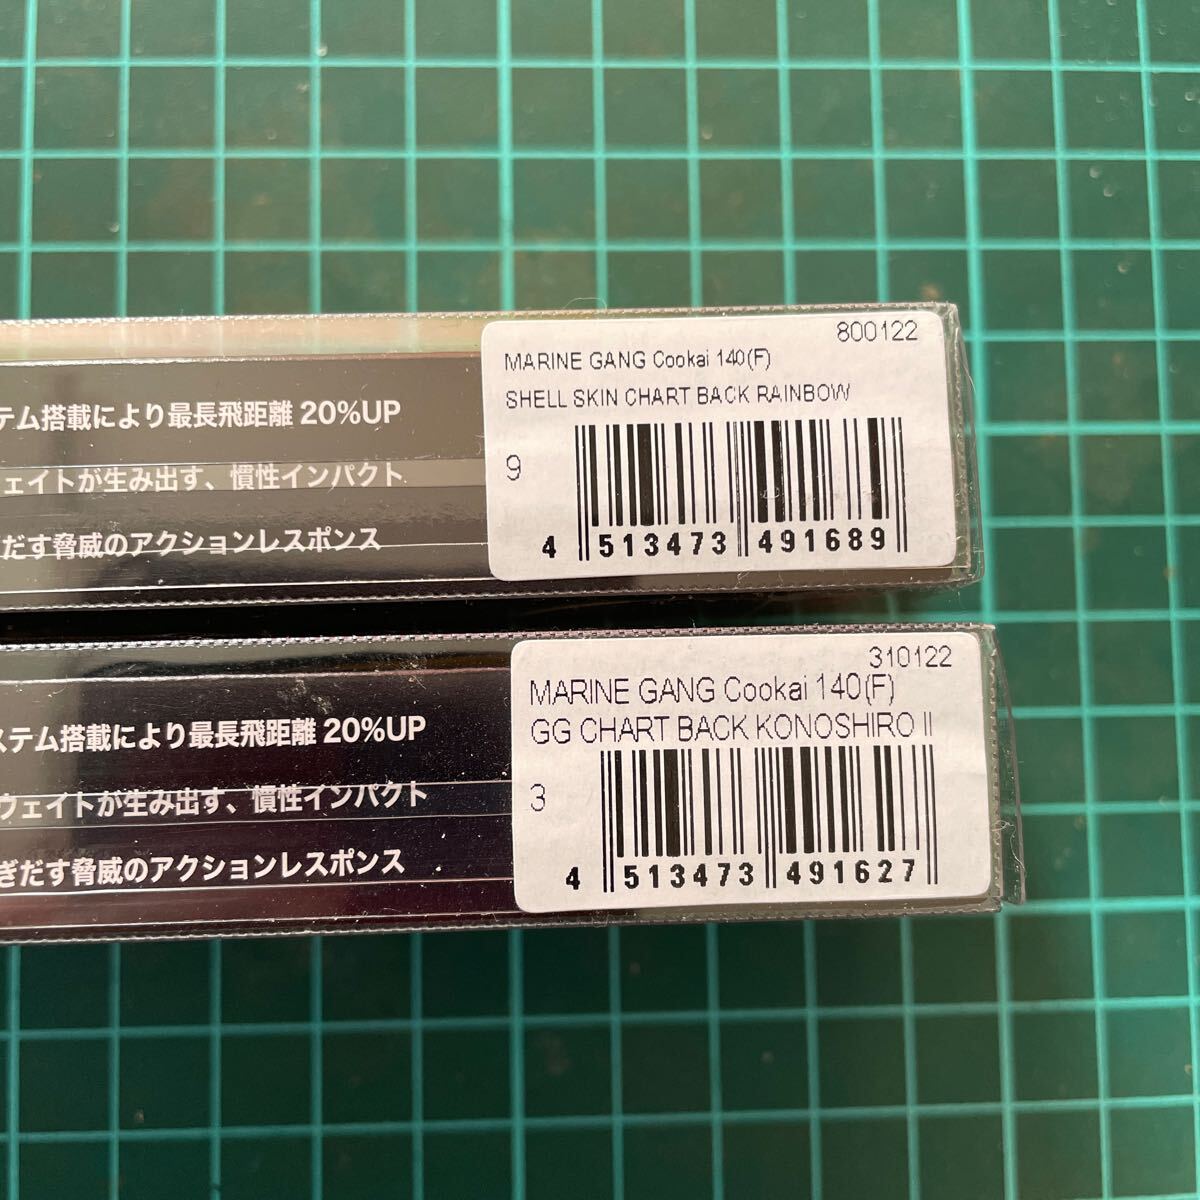 テム搭載により最長飛距離 20%UP
ェイトが生み出す、慣性インパクト
だす脅威のアクションレスポンス
800122
MARINE GANG Cookai 140(F)
SHELL SKIN CHART BACK RAINBOW
9
4 513473 491689
ステム搭載により最長飛距離 20%UP
ウェイトが生み出す、慣性インパクト
ぎだす脅威のアクションレスポンス
310122
MARINE GANG Cookai 140(F)
GG CHART BACK KONOSHIRO II
3
4 513473 491627